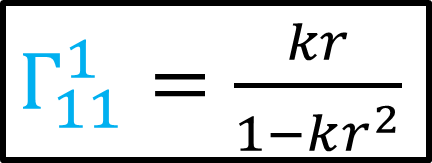 Γ¹₁₁ = kr / (1−kr²)